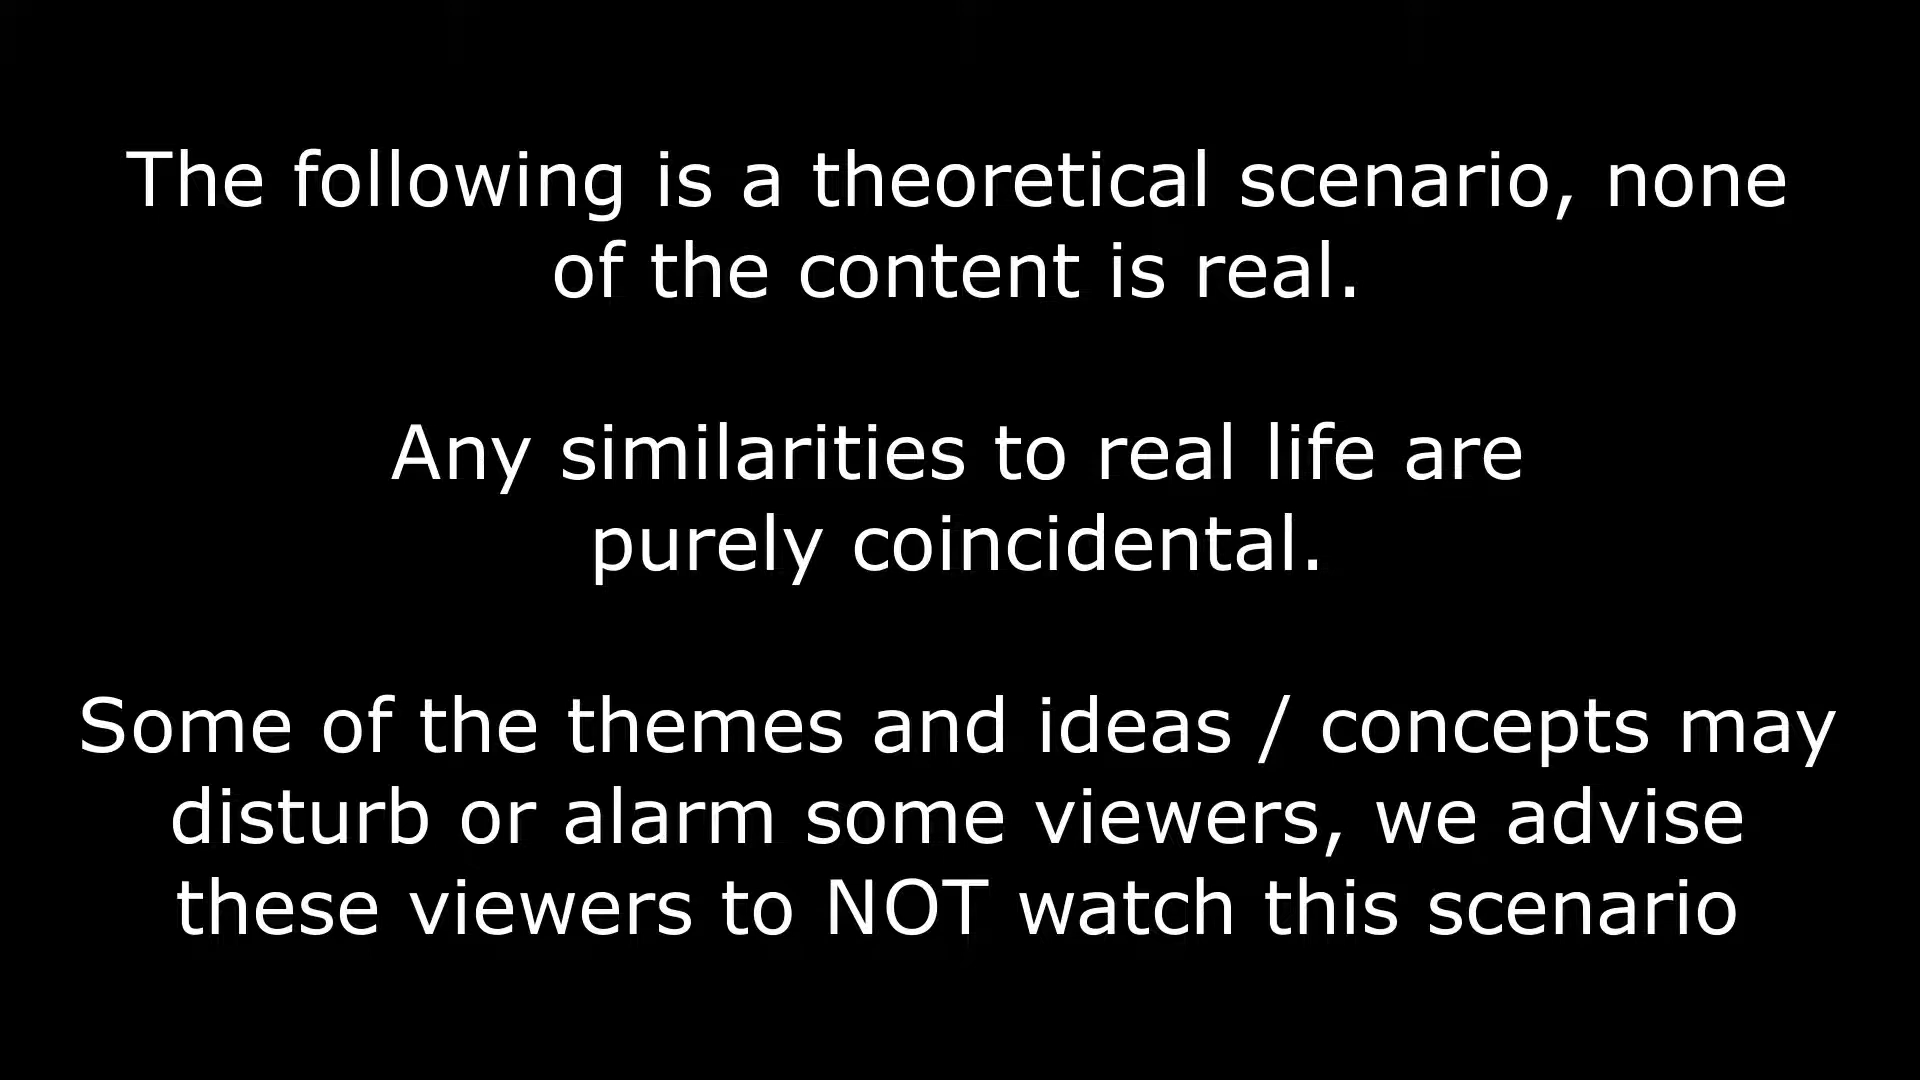 The following is a theoretical scenario, none
of the content is real.
Any similarities to real life are
purely coincidental.
Some of the themes and ideas / concepts may
disturb or alarm some viewers, we advise
these viewers to NOT watch this scenario